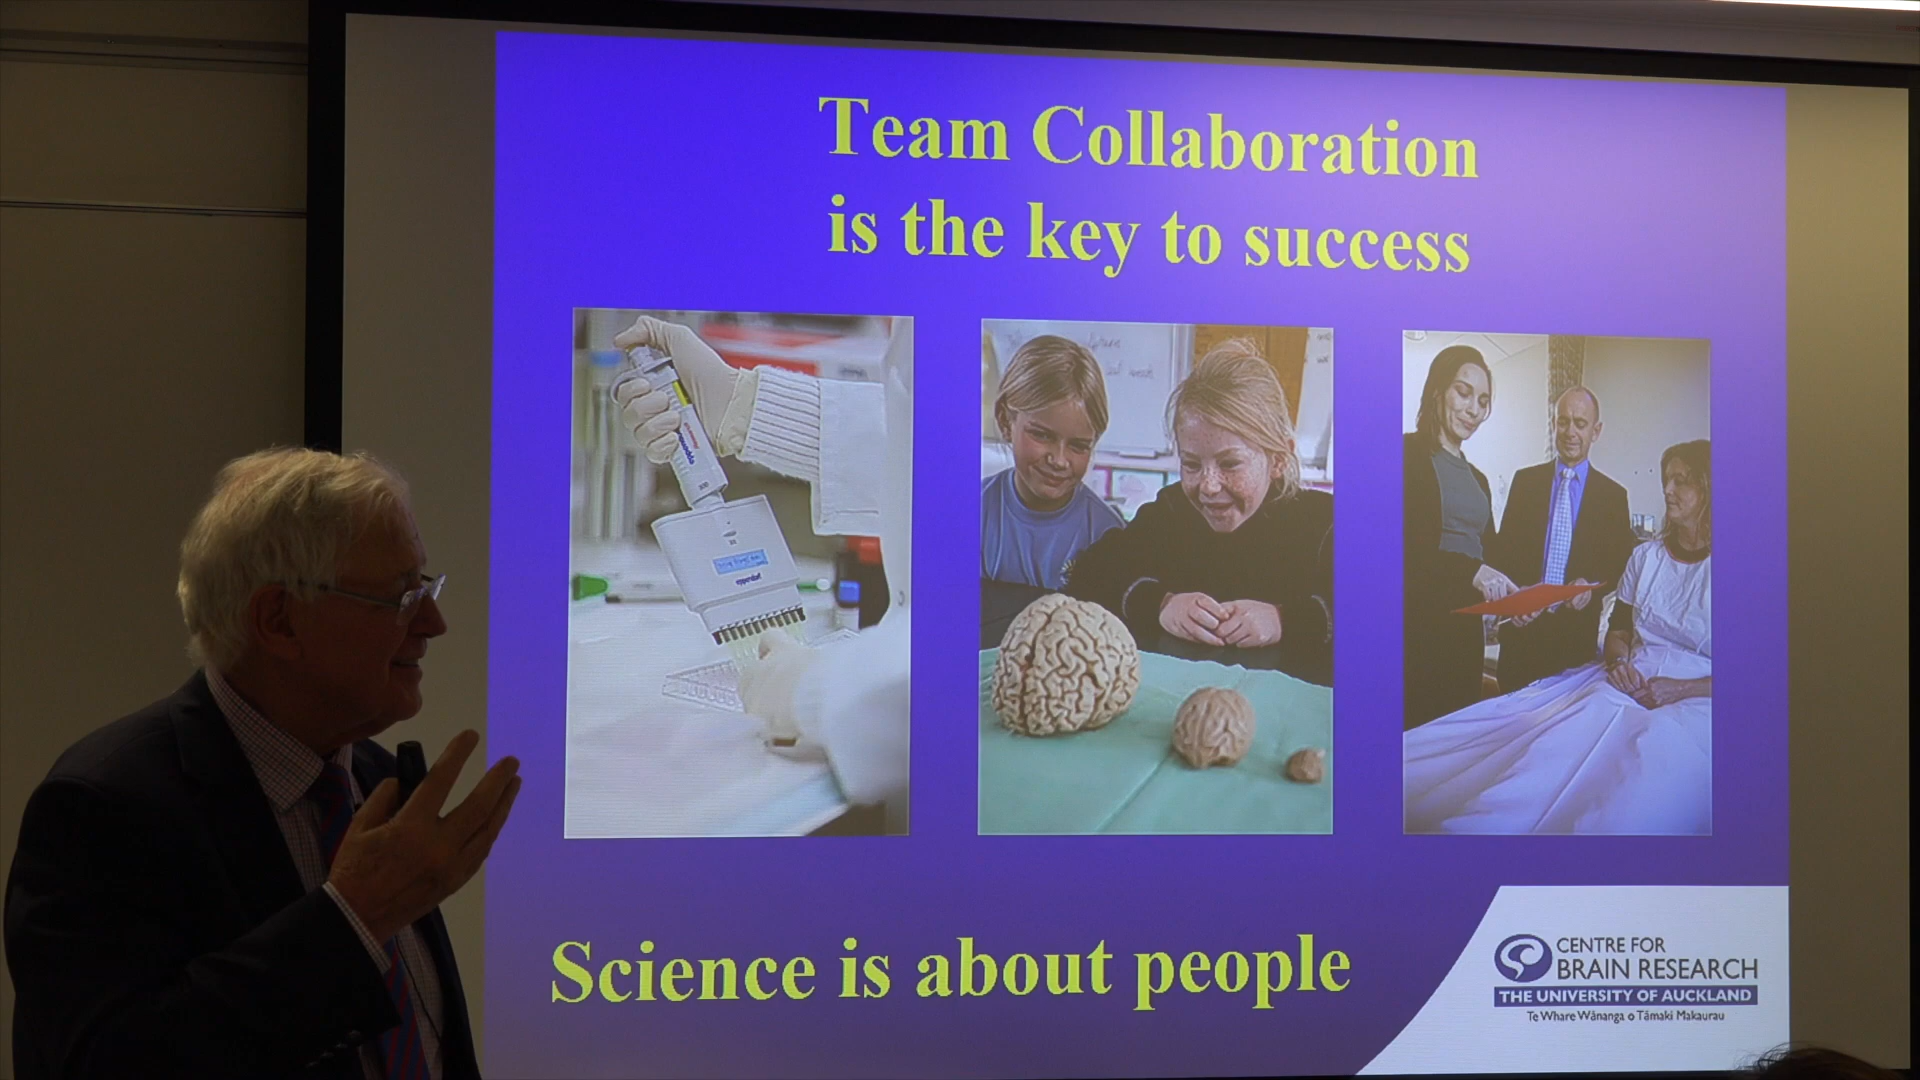 Team Collaboration
is the key to success
eppendorf
Science is about people
CENTRE FOR
BRAIN RESEARCH
THE UNIVERSITY OF AUCKLAND
Te Whare Wānanga o Tāmaki Makaurau